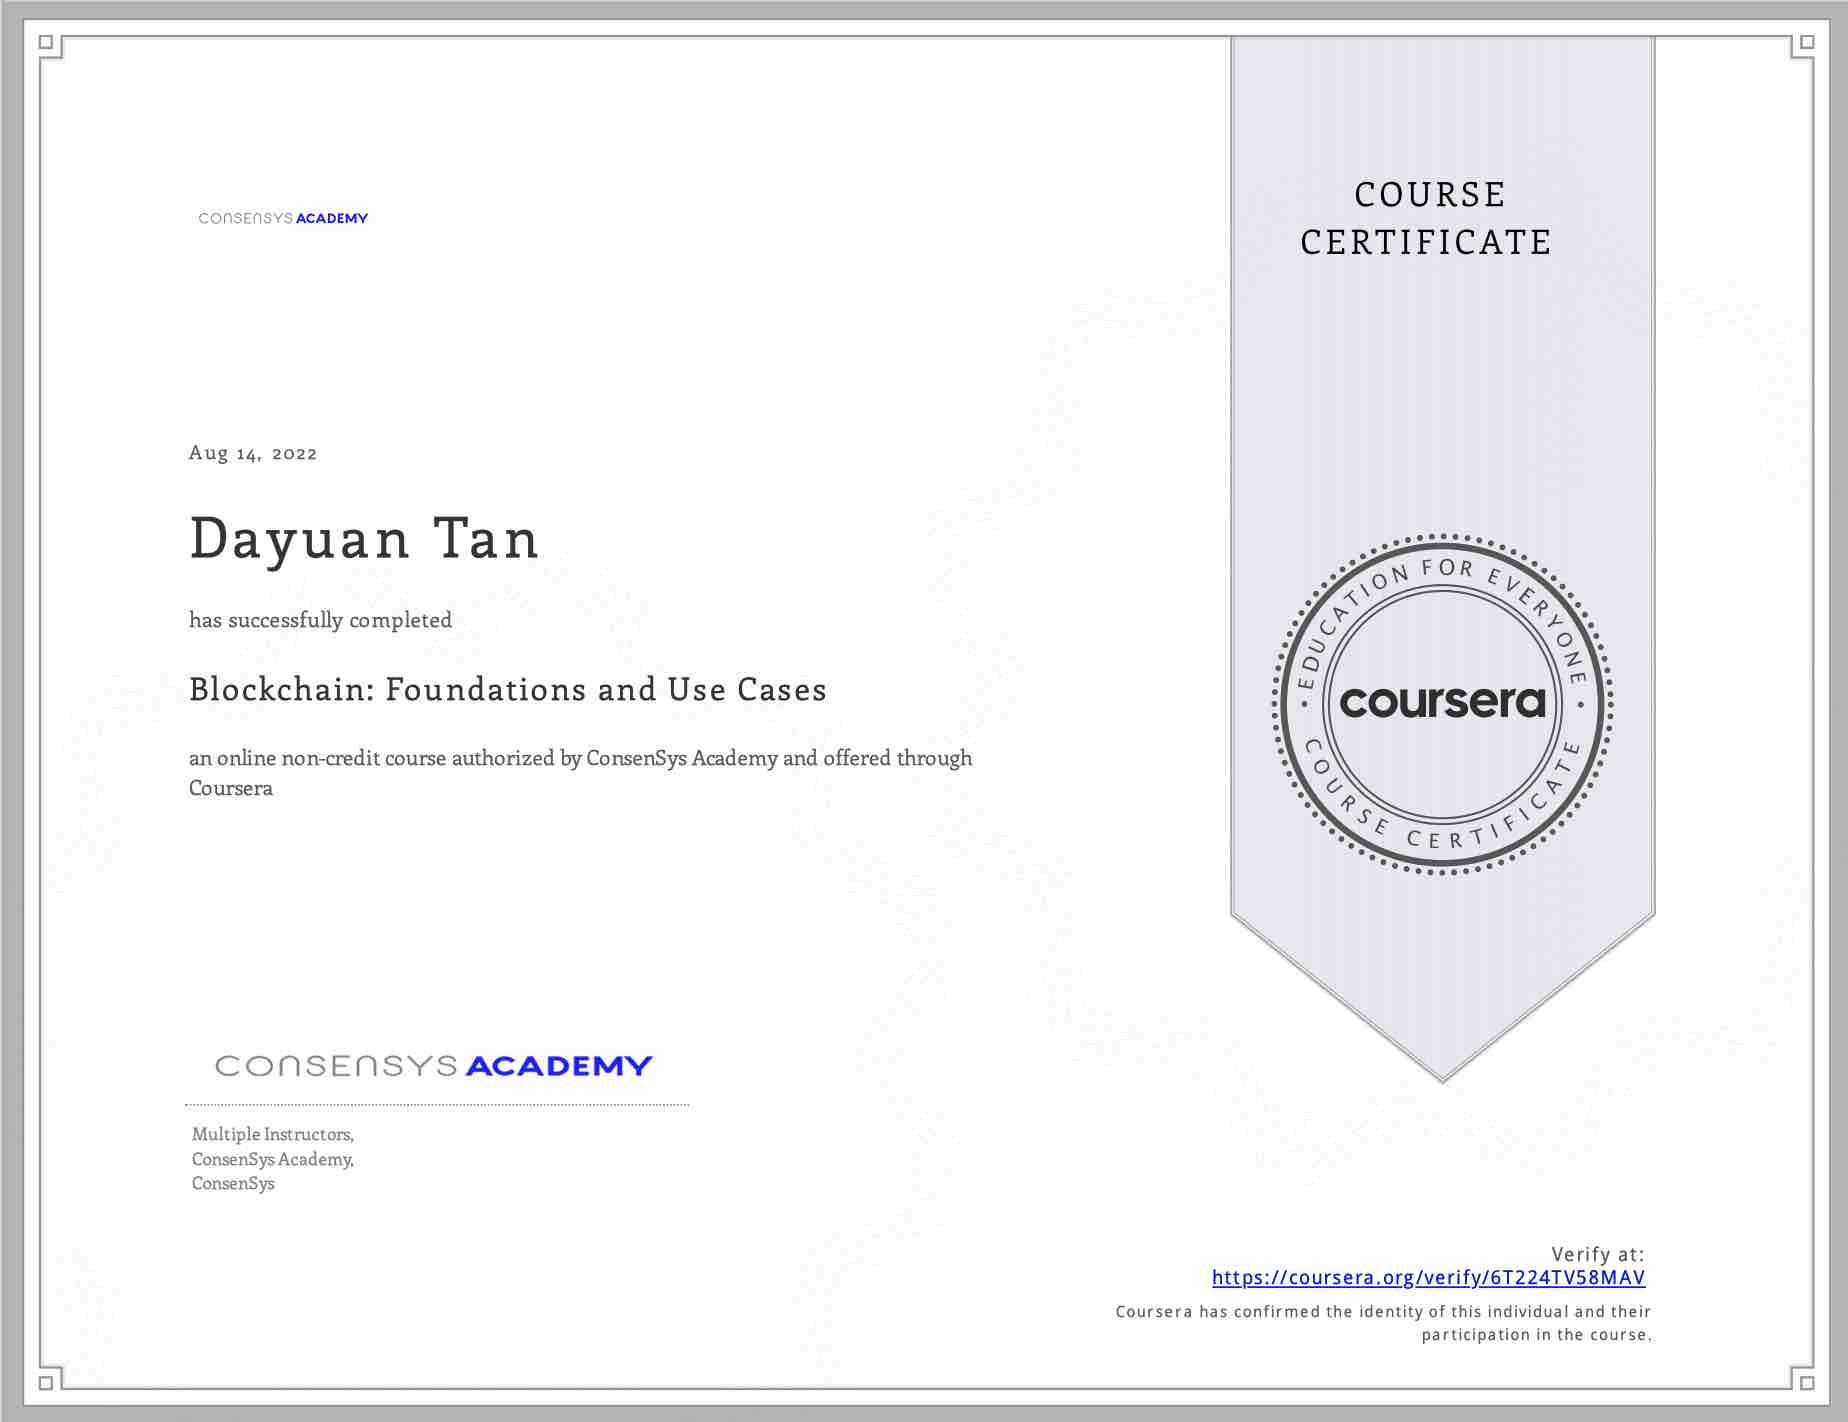 CONSENSYS ACADEMY
COURSE
CERTIFICATE
Aug 14, 2022
Dayuan Tan
has successfully completed
Blockchain: Foundations and Use Cases
an online non-credit course authorized by ConsenSys Academy and offered through
Coursera
EDUCATION FOR EVERYONE
coursera
COURSE CERTIFICATE
CONSENSYS ACADEMY
Multiple Instructors,
ConsenSys Academy,
ConsenSys
Verify at:
https://coursera.org/verify/6T224TV58MAV
Coursera has confirmed the identity of this individual and their
participation in the course.